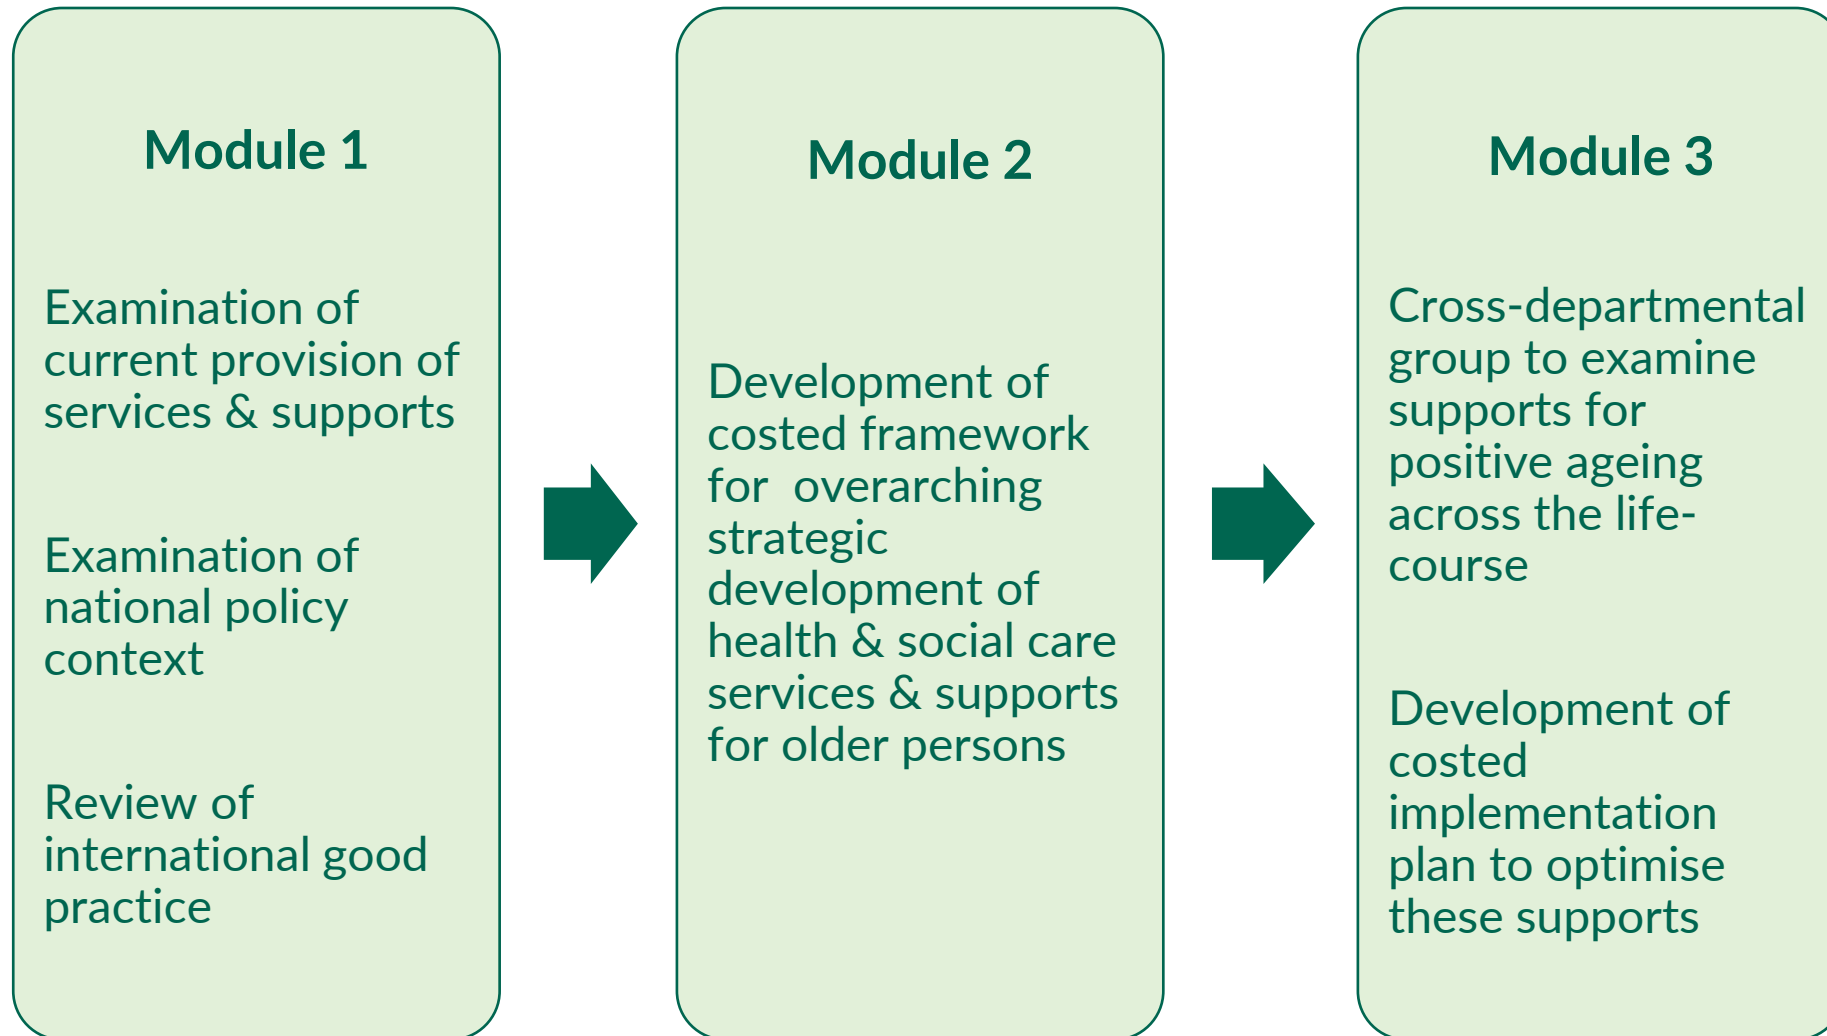 Module 1
Examination of
current provision of
services & supports
Examination of
national policy
context
Review of
international good
practice
Module 2
Development of
costed framework
for  overarching
strategic
development of
health & social care
services & supports
for older persons
Module 3
Cross-departmental
group to examine
supports for
positive ageing
across the life-
course
Development of
costed
implementation
plan to optimise
these supports